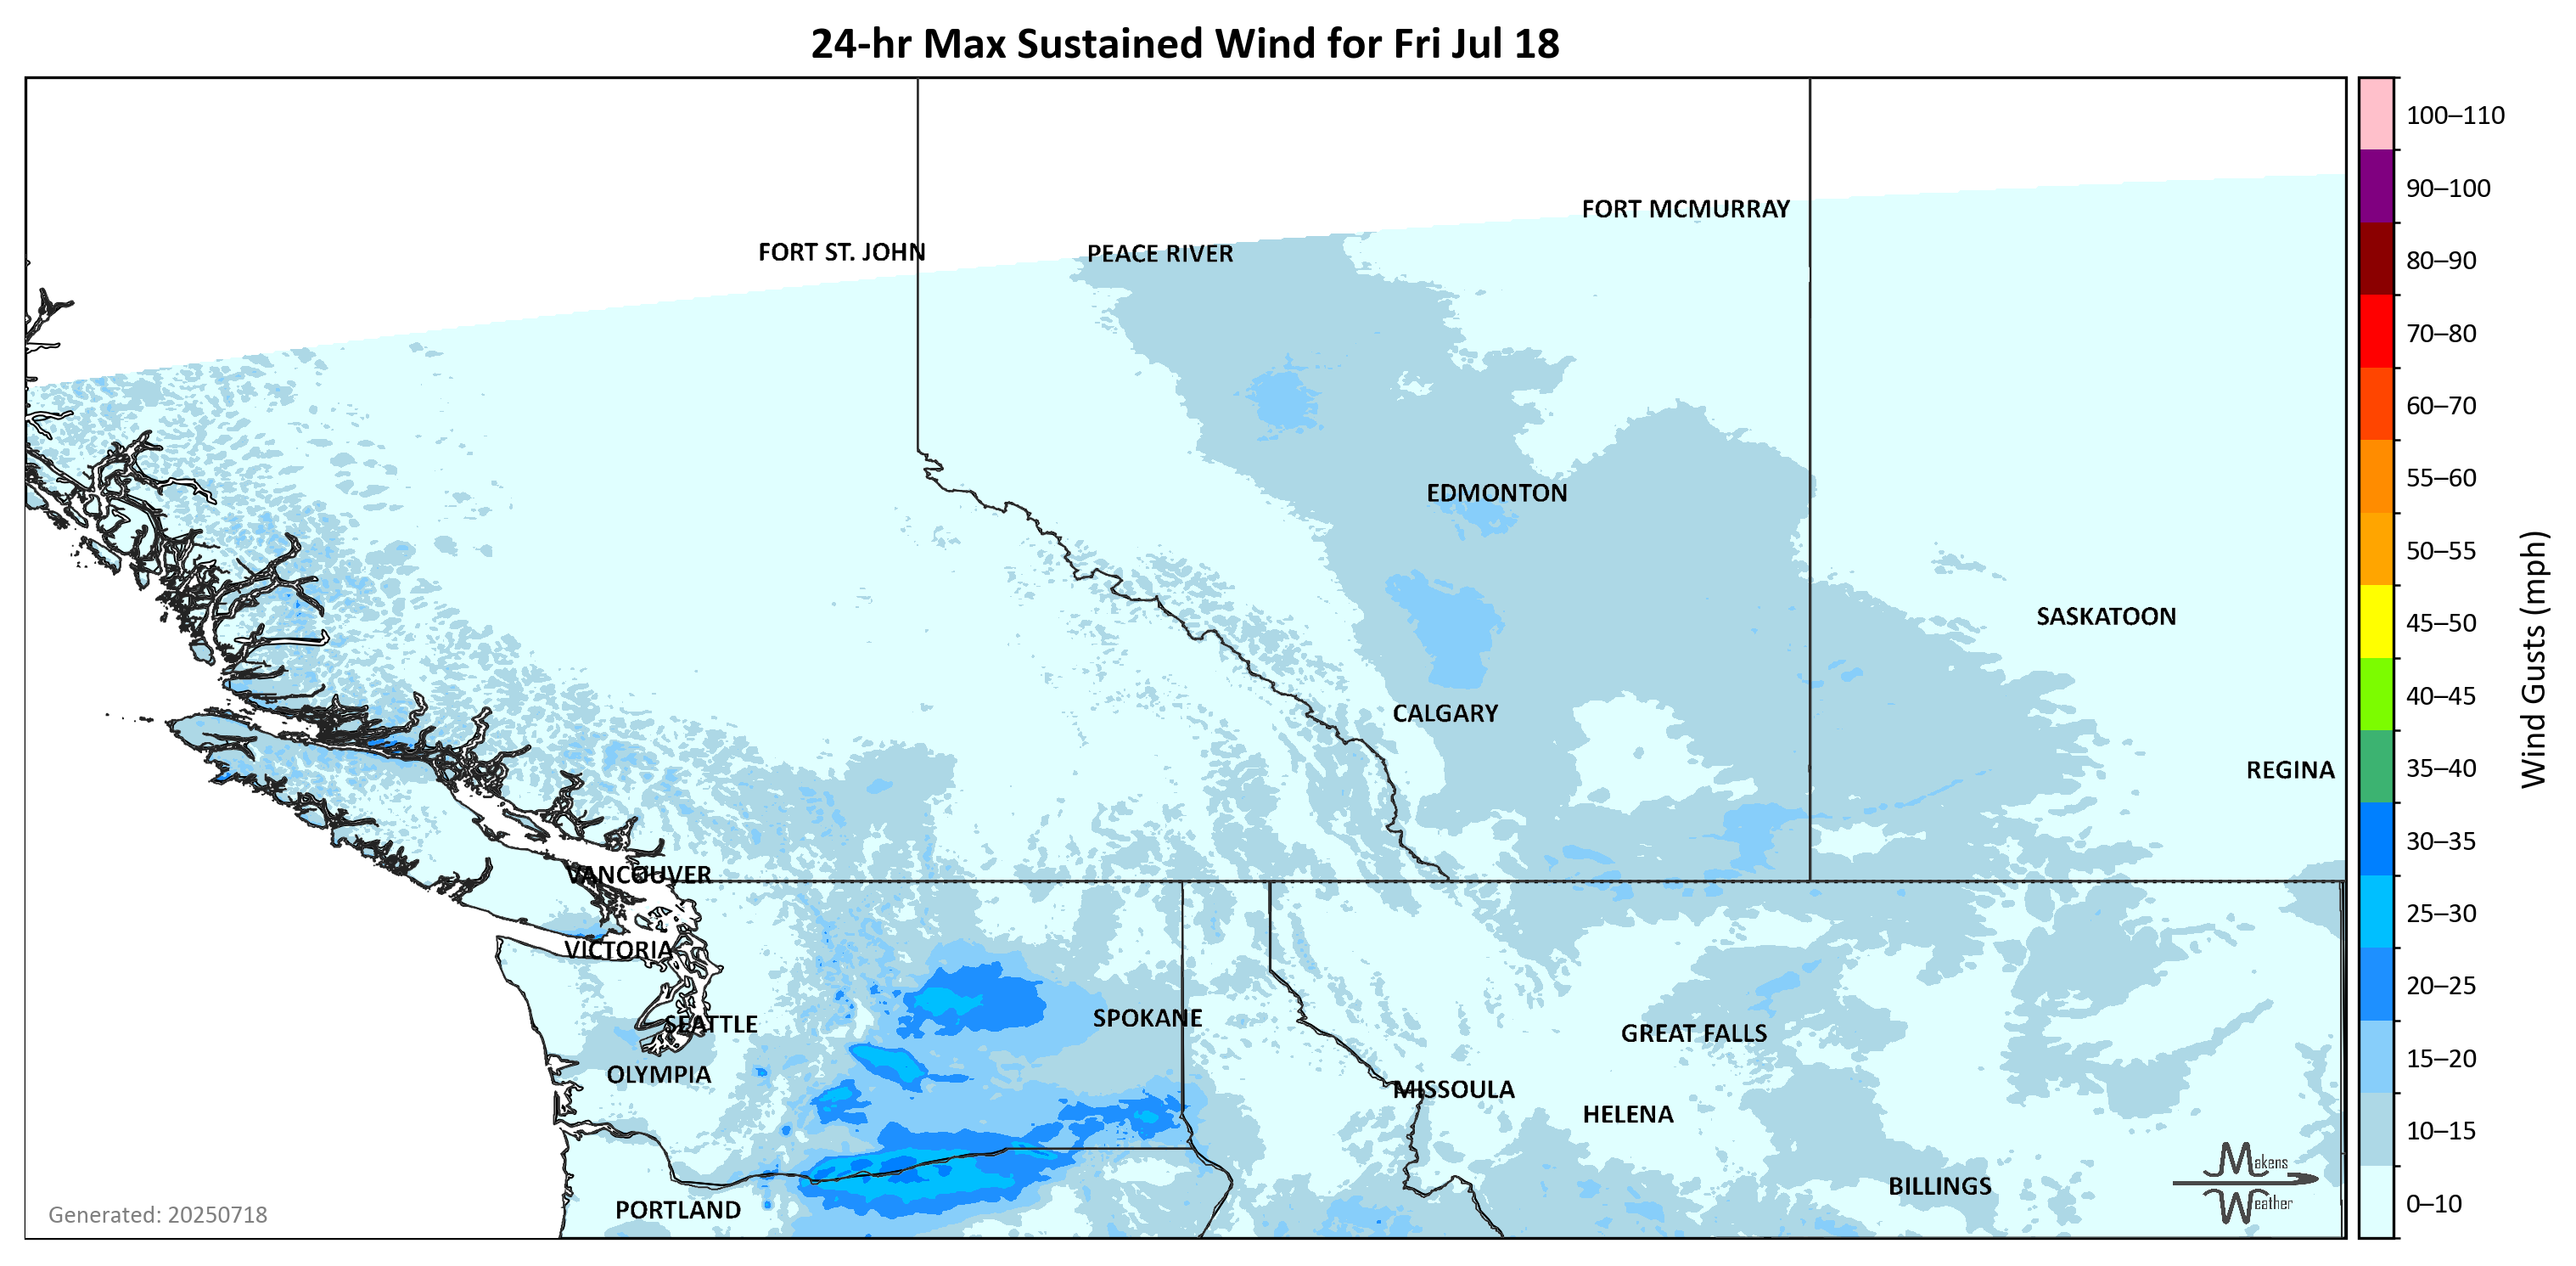 24-hr Max Sustained Wind for Fri Jul 18
100–110
90–100
80–90
70–80
60–70
55–60
50–55
45–50
40–45
35–40
30–35
25–30
20–25
15–20
10–15
0–10
Wind Gusts (mph)
FORT MCMURRAY
FORT ST. JOHN
PEACE RIVER
EDMONTON
SASKATOON
CALGARY
REGINA
VANCOUVER
VICTORIA
SPOKANE
SEATTLE
GREAT FALLS
OLYMPIA
MISSOULA
HELENA
BILLINGS
PORTLAND
Makens
Weather
Generated: 20250718